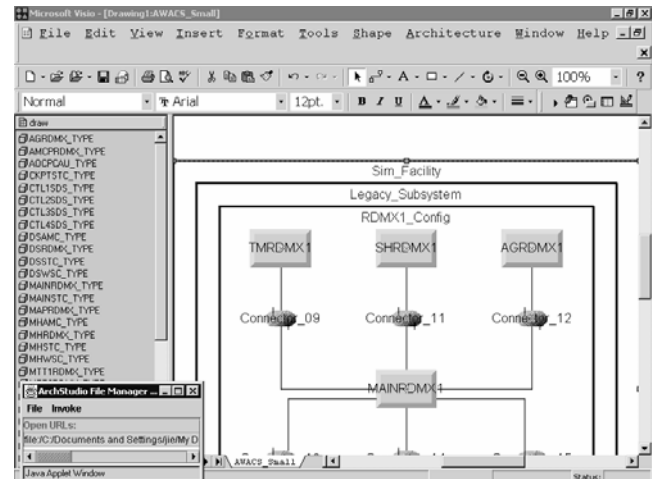 Microsoft Visio - [Drawing1:AWACS_Small]
File Edit View Insert Format Tools Shape Architecture Window Help
100%
Normal Arial 12pt. B I U
draw
AGRDMX_TYPE
AMCPRDMX_TYPE
AOCPCAU_TYPE
CKPTSTC_TYPE
CTL1SDS_TYPE
CTL2SDS_TYPE
CTL3SDS_TYPE
CTL4SDS_TYPE
DSAMC_TYPE
DSRDMX_TYPE
DSSTC_TYPE
DSWSC_TYPE
MAINRDMX_TYPE
MAINSTC_TYPE
MAPRDMX_TYPE
MHAMC_TYPE
MHRDMX_TYPE
MHSTC_TYPE
MHWSC_TYPE
MTT1RDMX_TYPE
Sim_Facility
Legacy_Subsystem
RDMX1_Config
TMRDMX1 SHRDMX1 AGRDMX1
Connector_09 Connector_11 Connector_12
MAINRDMX1
ArchStudio File Manager ...
File Invoke
Open URLs:
file:/C:/Documents and Settings/jie/My D
Java Applet Window
AWACS_Small
Status: